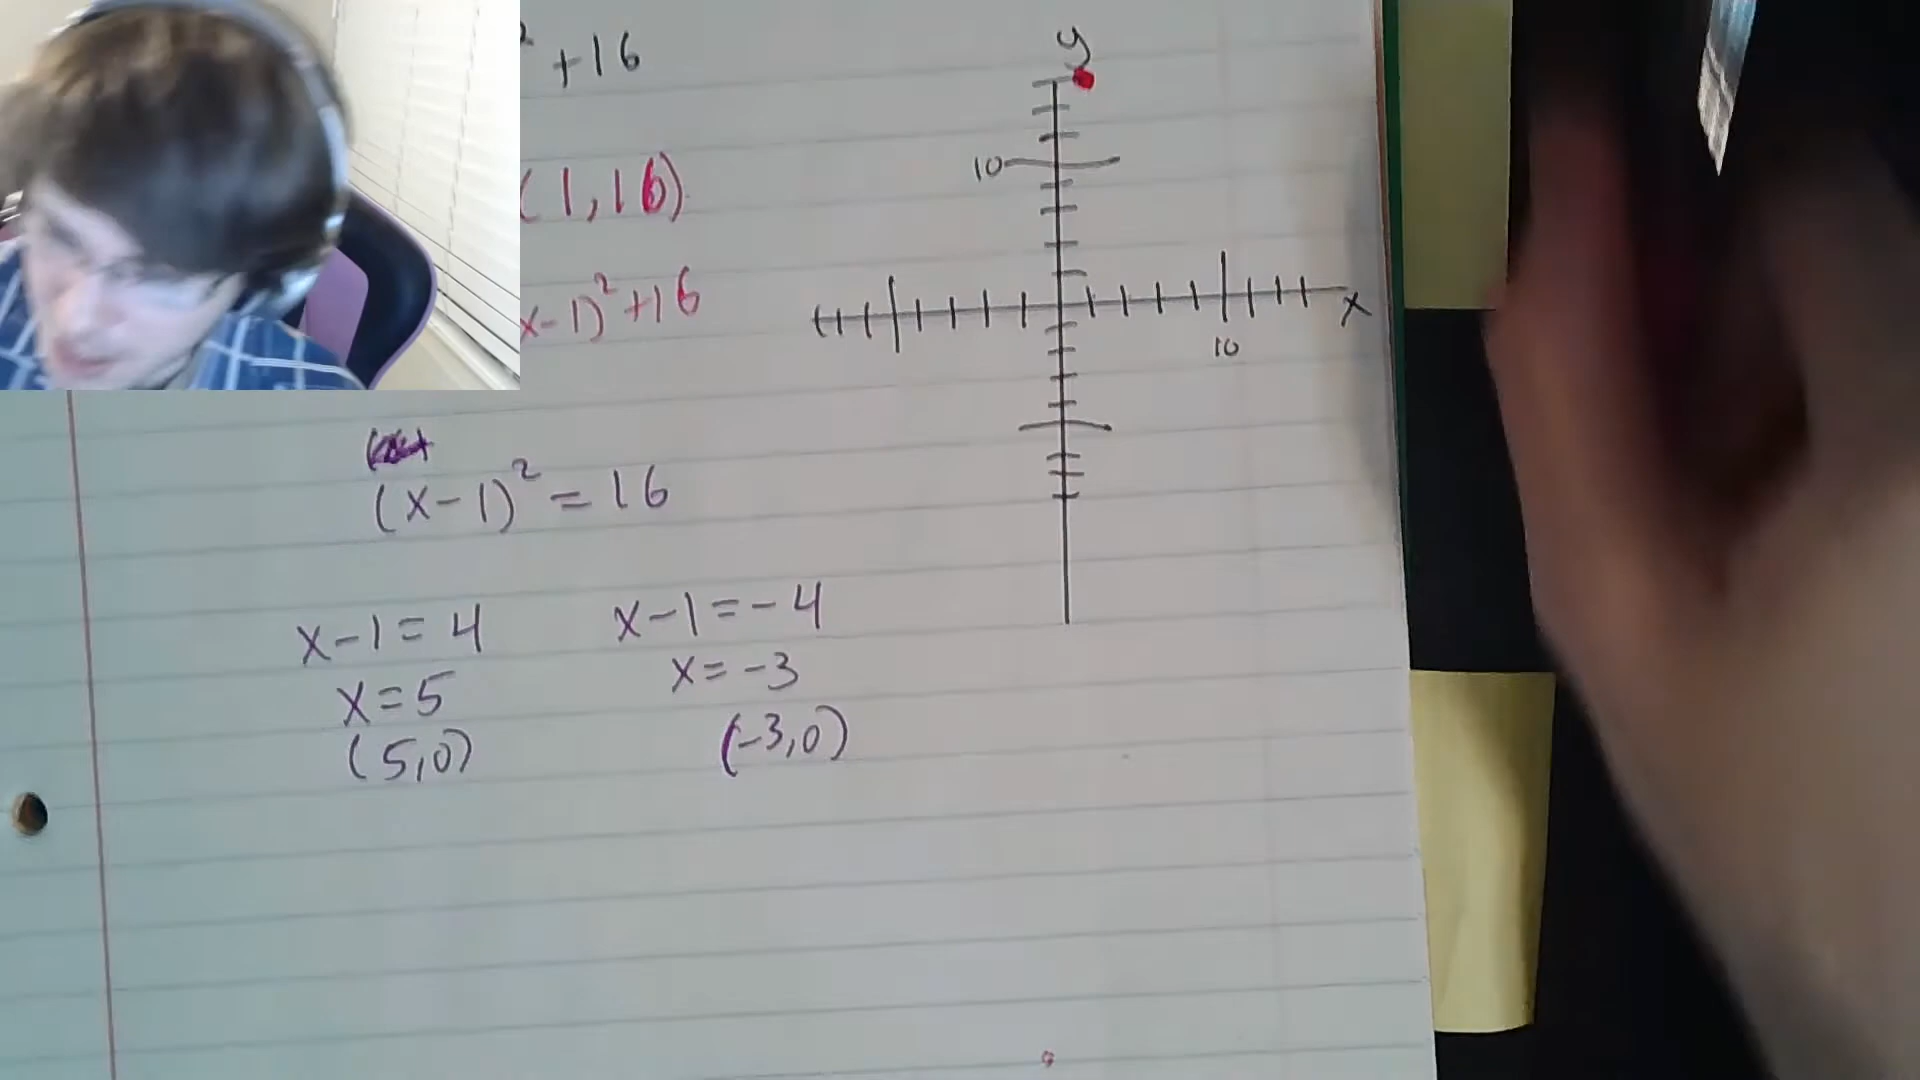 ² +16
(1,16)
x-1)² +16
(x-1)² = 16
x-1 = 4
x = 5
(5,0)
x-1 = -4
x = -3
(-3,0)
y
10
x
10